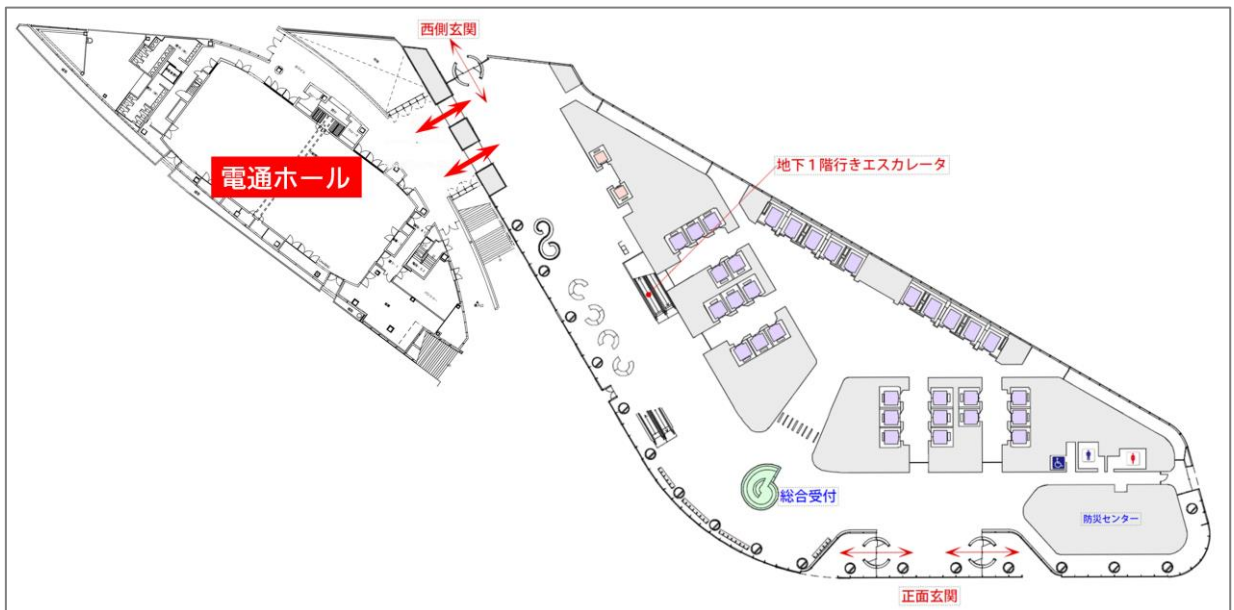 西側玄関
地下１階行きエスカレータ
電通ホール
総合受付
防災センター
正面玄関